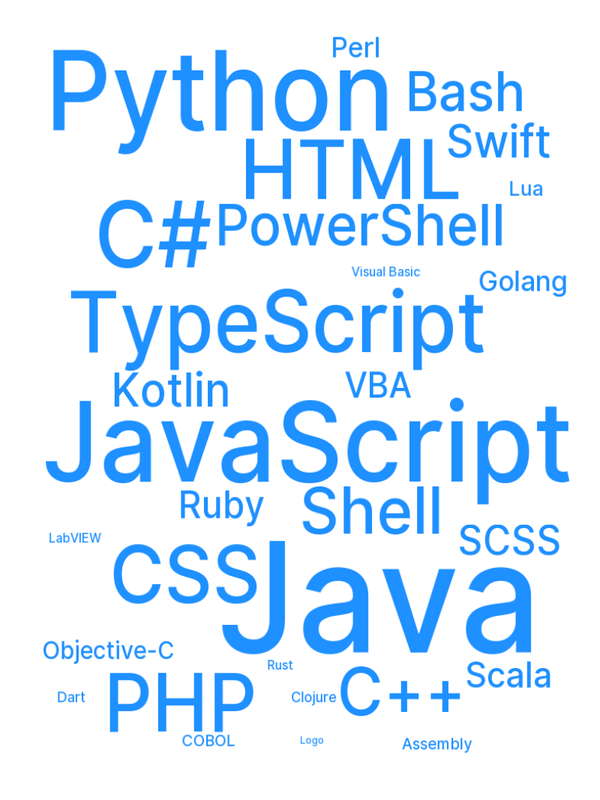 Perl
Python
Bash
Swift
HTML
Lua
C#
PowerShell
Visual Basic
Golang
TypeScript
Kotlin
VBA
JavaScript
Ruby
Shell
LabVIEW
SCSS
CSS
Java
Objective-C
Rust
Scala
Dart
PHP
Clojure
C++
COBOL
Logo
Assembly